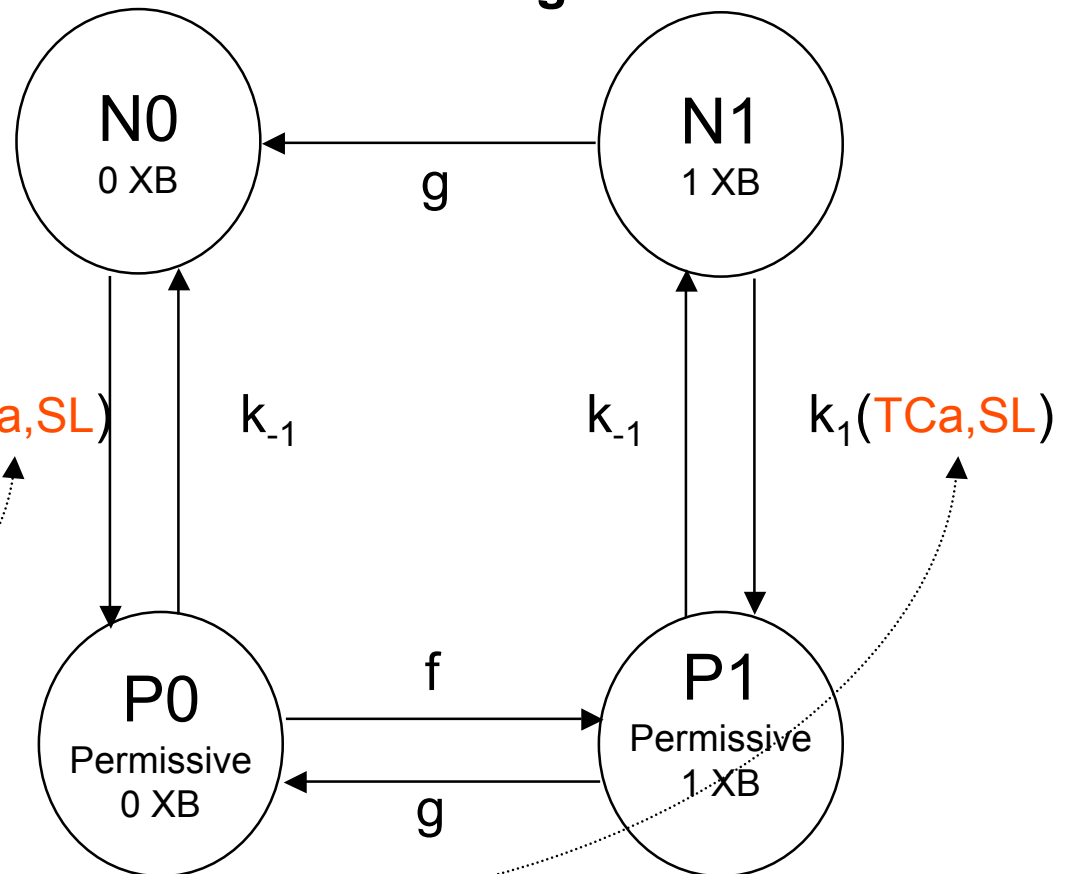 g
N0
0 XB
N1
1 XB
g
a,SL)
k-1
k-1
k1(TCa,SL)
f
P0
Permissive
0 XB
P1
Permissive
1 XB
g